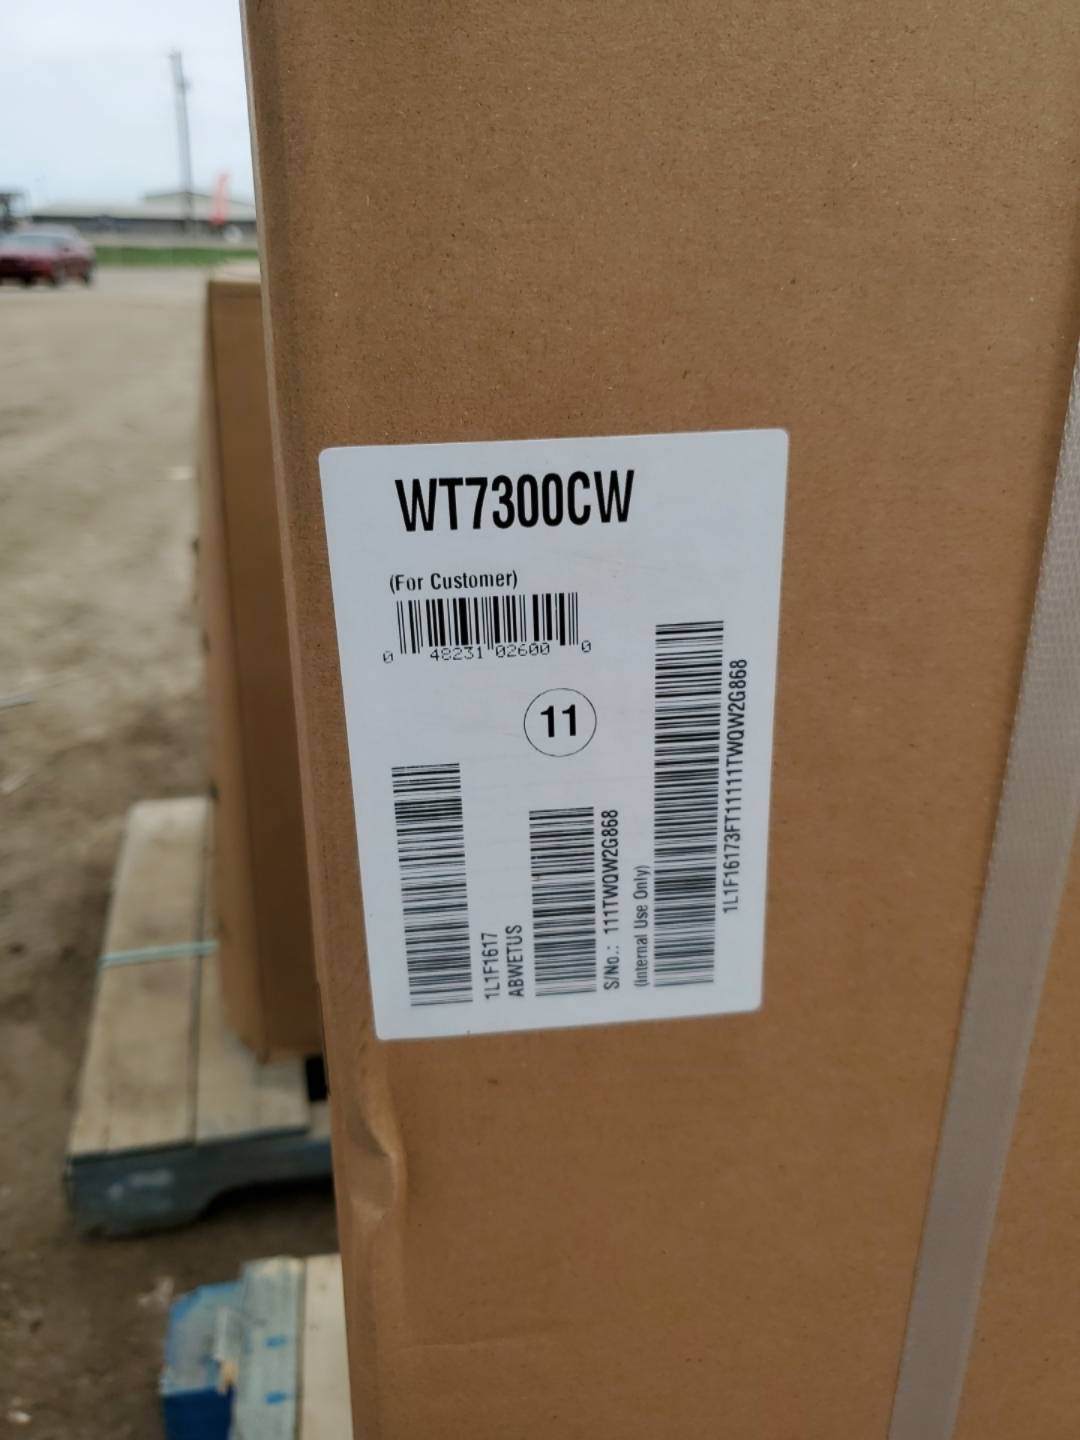 WT7300CW
(For Customer)
0 48231 02600 0
11
1L1F1617
ABWETUS
S/No.: 111TWQW2G868
(Internal Use Only)
1L1F16173FT11111TWQW2G868